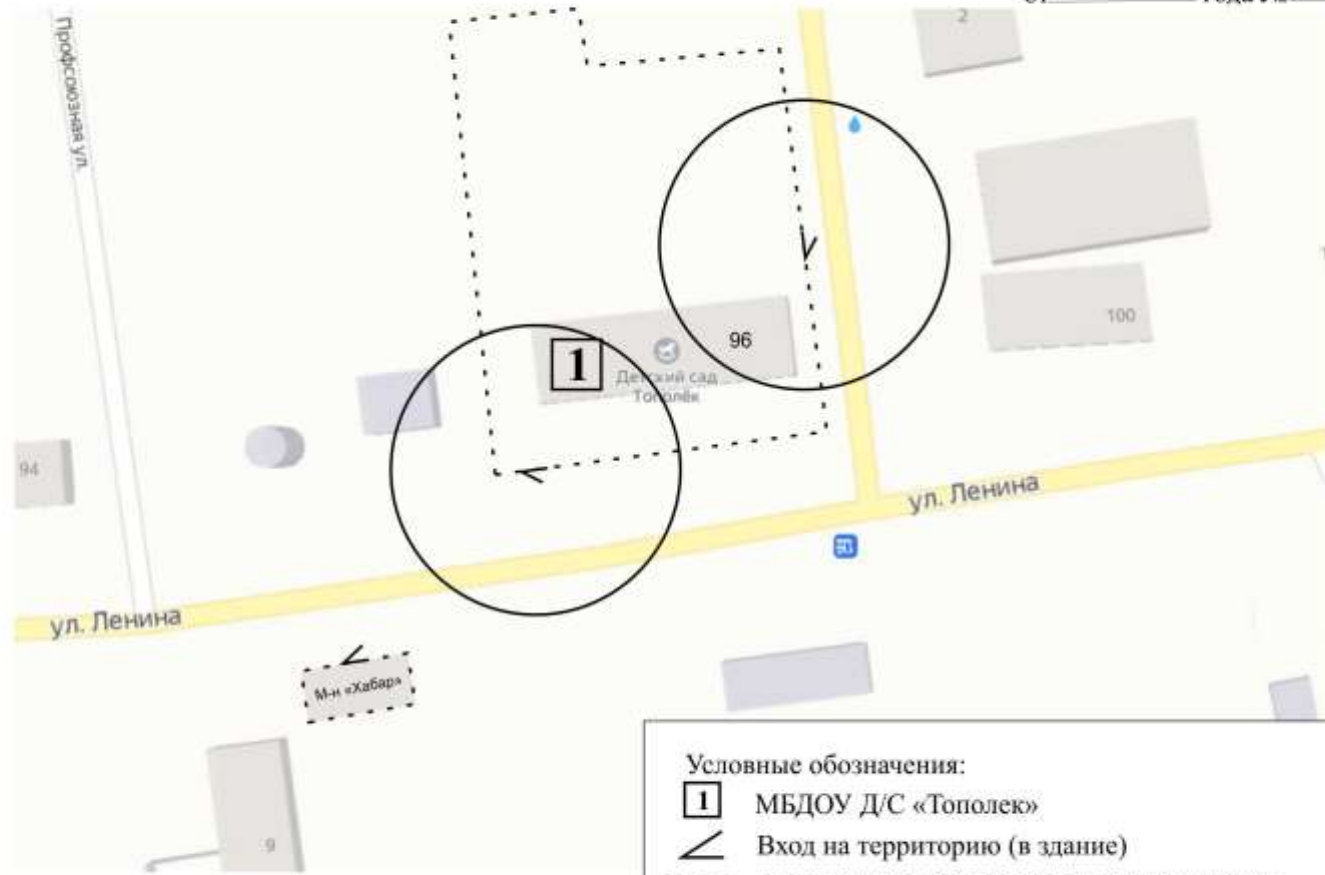 2
Профсоюзная ул.
96
100
1
Детский сад
Тополёк
94
ул. Ленина
ул. Ленина
М-н «Хабар»
9
Условные обозначения:
1 МБДОУ Д/С «Тополек»
Вход на территорию (в здание)